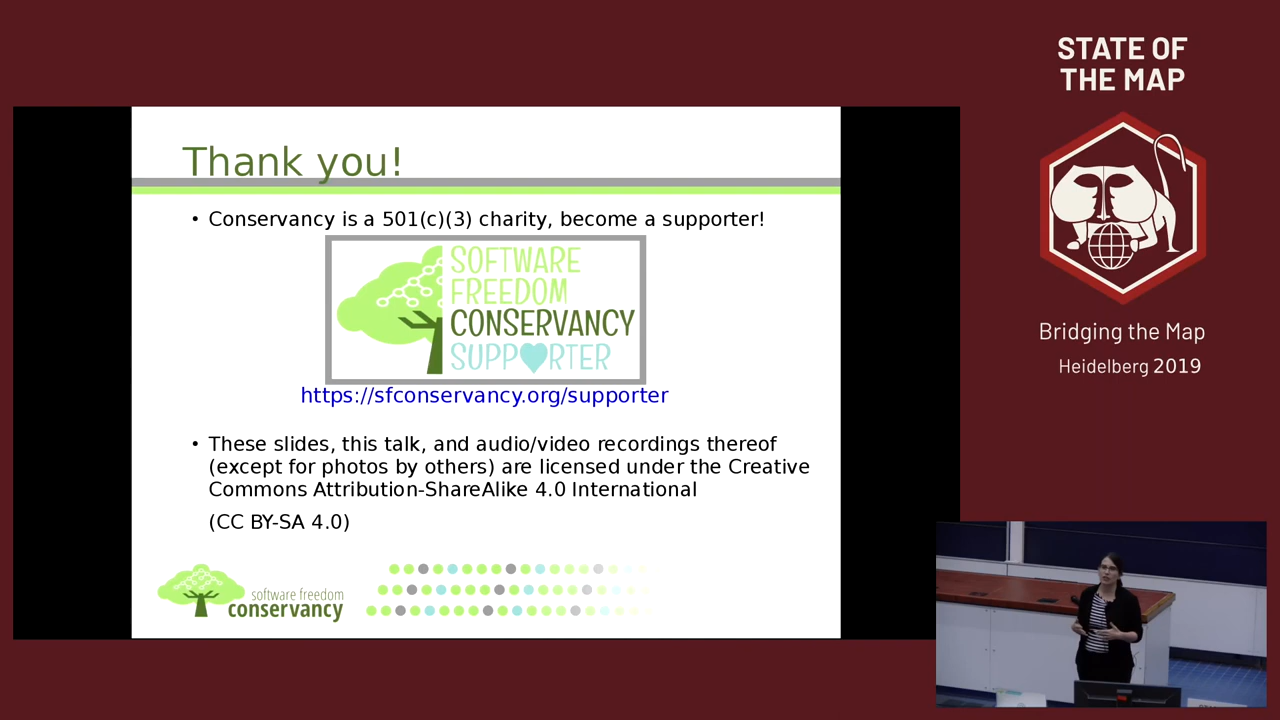 Thank you!
• Conservancy is a 501(c)(3) charity, become a supporter!
SOFTWARE
FREEDOM
CONSERVANCY
SUPP♥RTER
https://sfconservancy.org/supporter
• These slides, this talk, and audio/video recordings thereof
(except for photos by others) are licensed under the Creative
Commons Attribution-ShareAlike 4.0 International
(CC BY-SA 4.0)
software freedom
conservancy
STATE OF
THE MAP
Bridging the Map
Heidelberg 2019